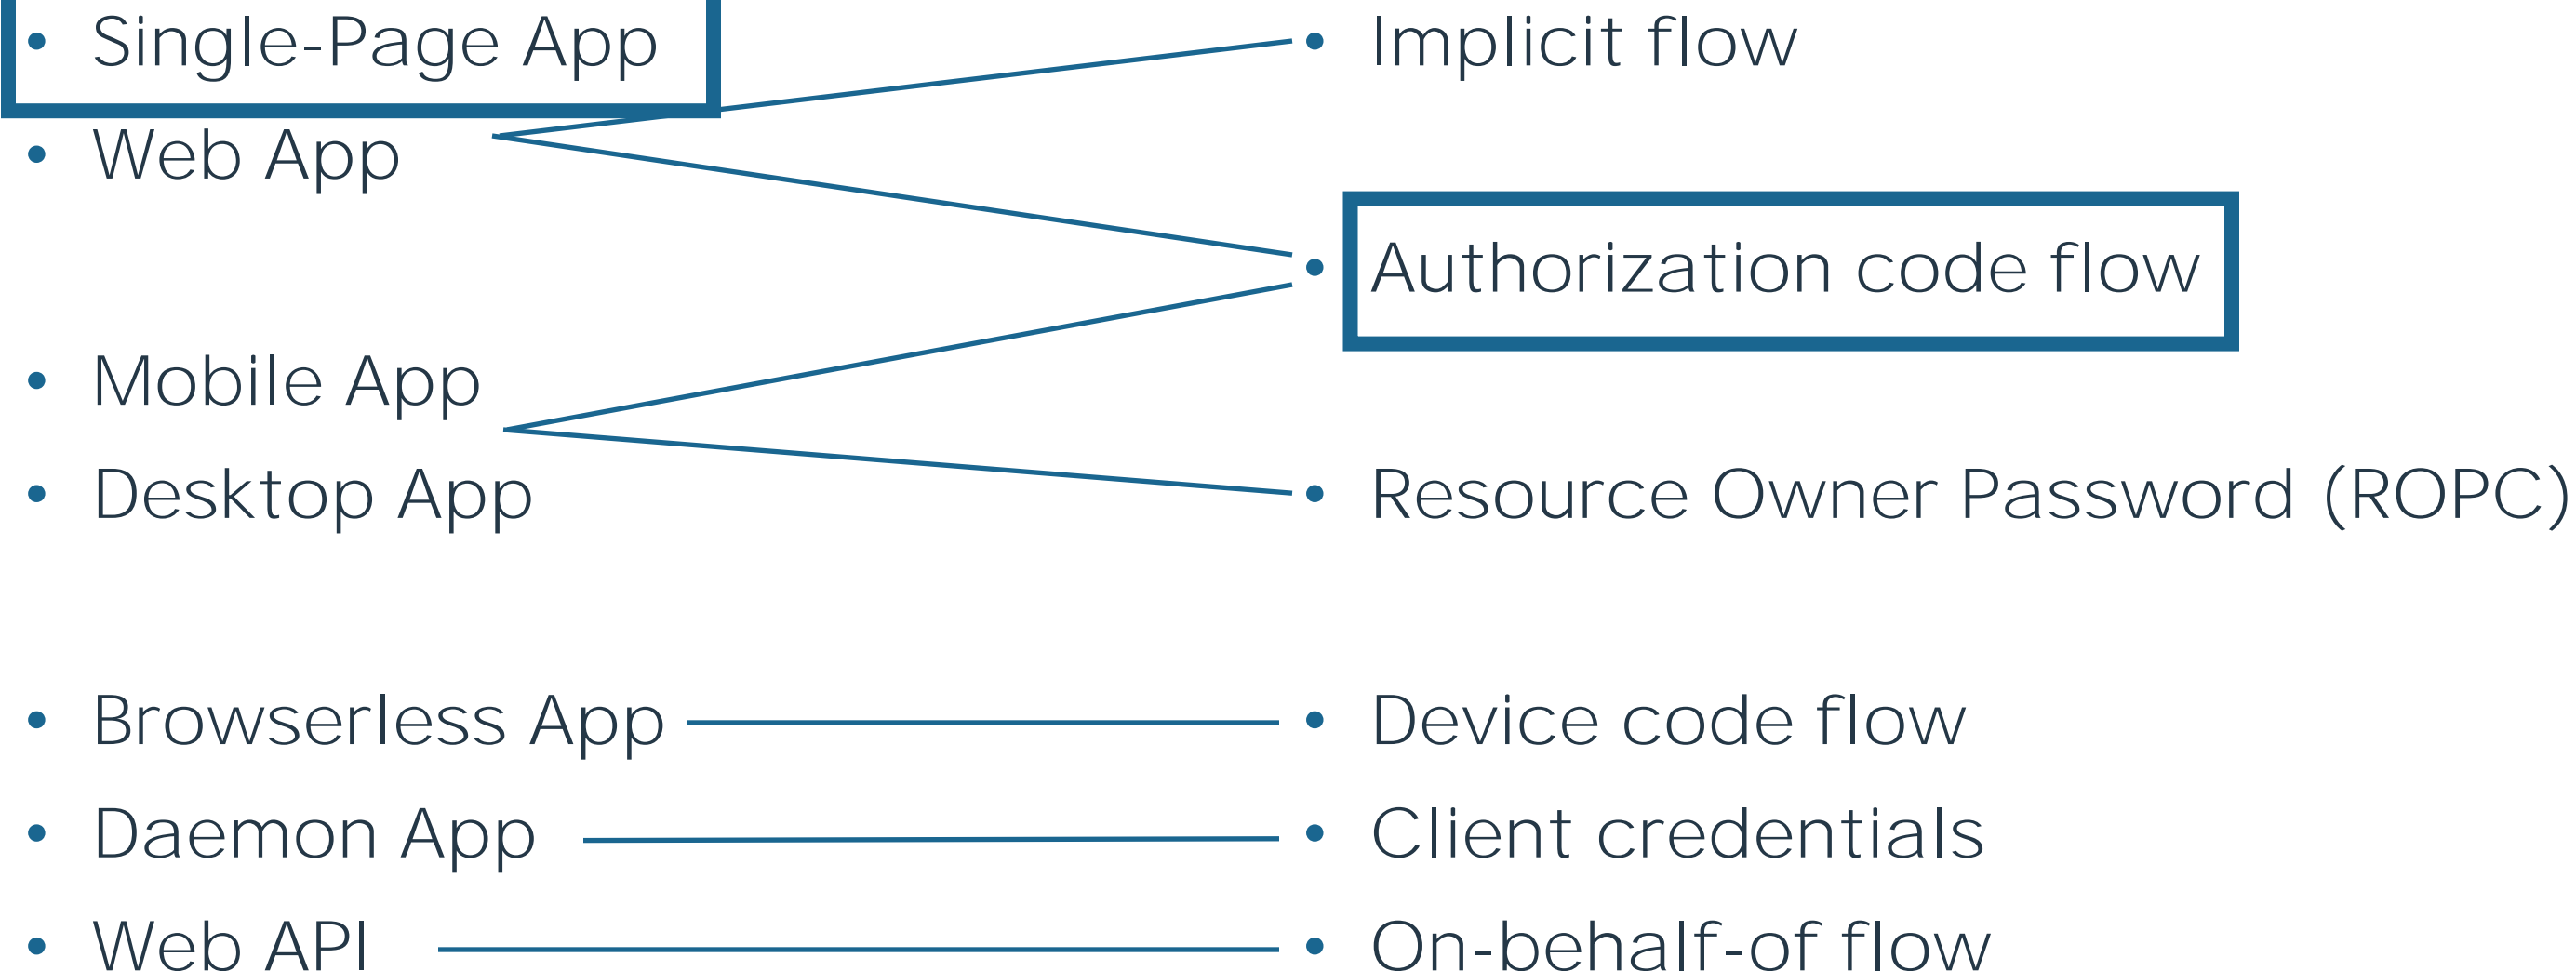 • Single-Page App
• Web App
• Mobile App
• Desktop App
• Browserless App
• Daemon App
• Web API
• Implicit flow
• Authorization code flow
• Resource Owner Password (ROPC)
• Device code flow
• Client credentials
• On-behalf-of flow